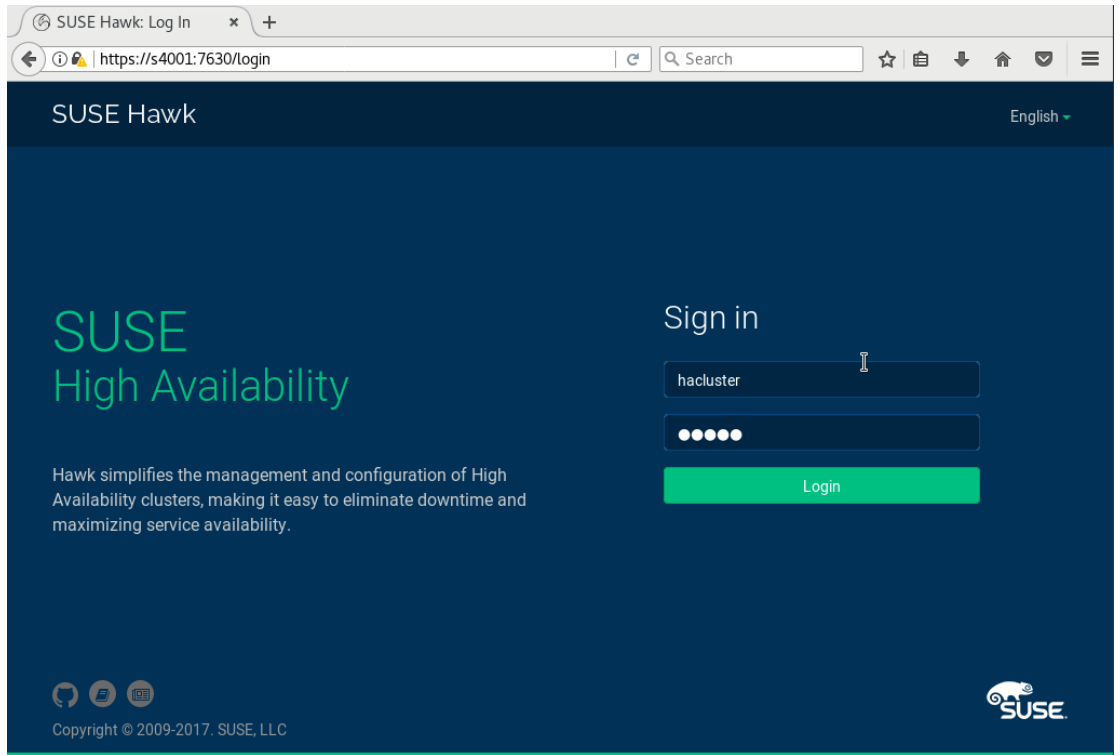 SUSE Hawk: Log In
https://s4001:7630/login
Search
SUSE Hawk
English
SUSE
High Availability
Hawk simplifies the management and configuration of High
Availability clusters, making it easy to eliminate downtime and
maximizing service availability.
Sign in
hacluster
●●●●●
Login
Copyright © 2009-2017. SUSE, LLC
SUSE.